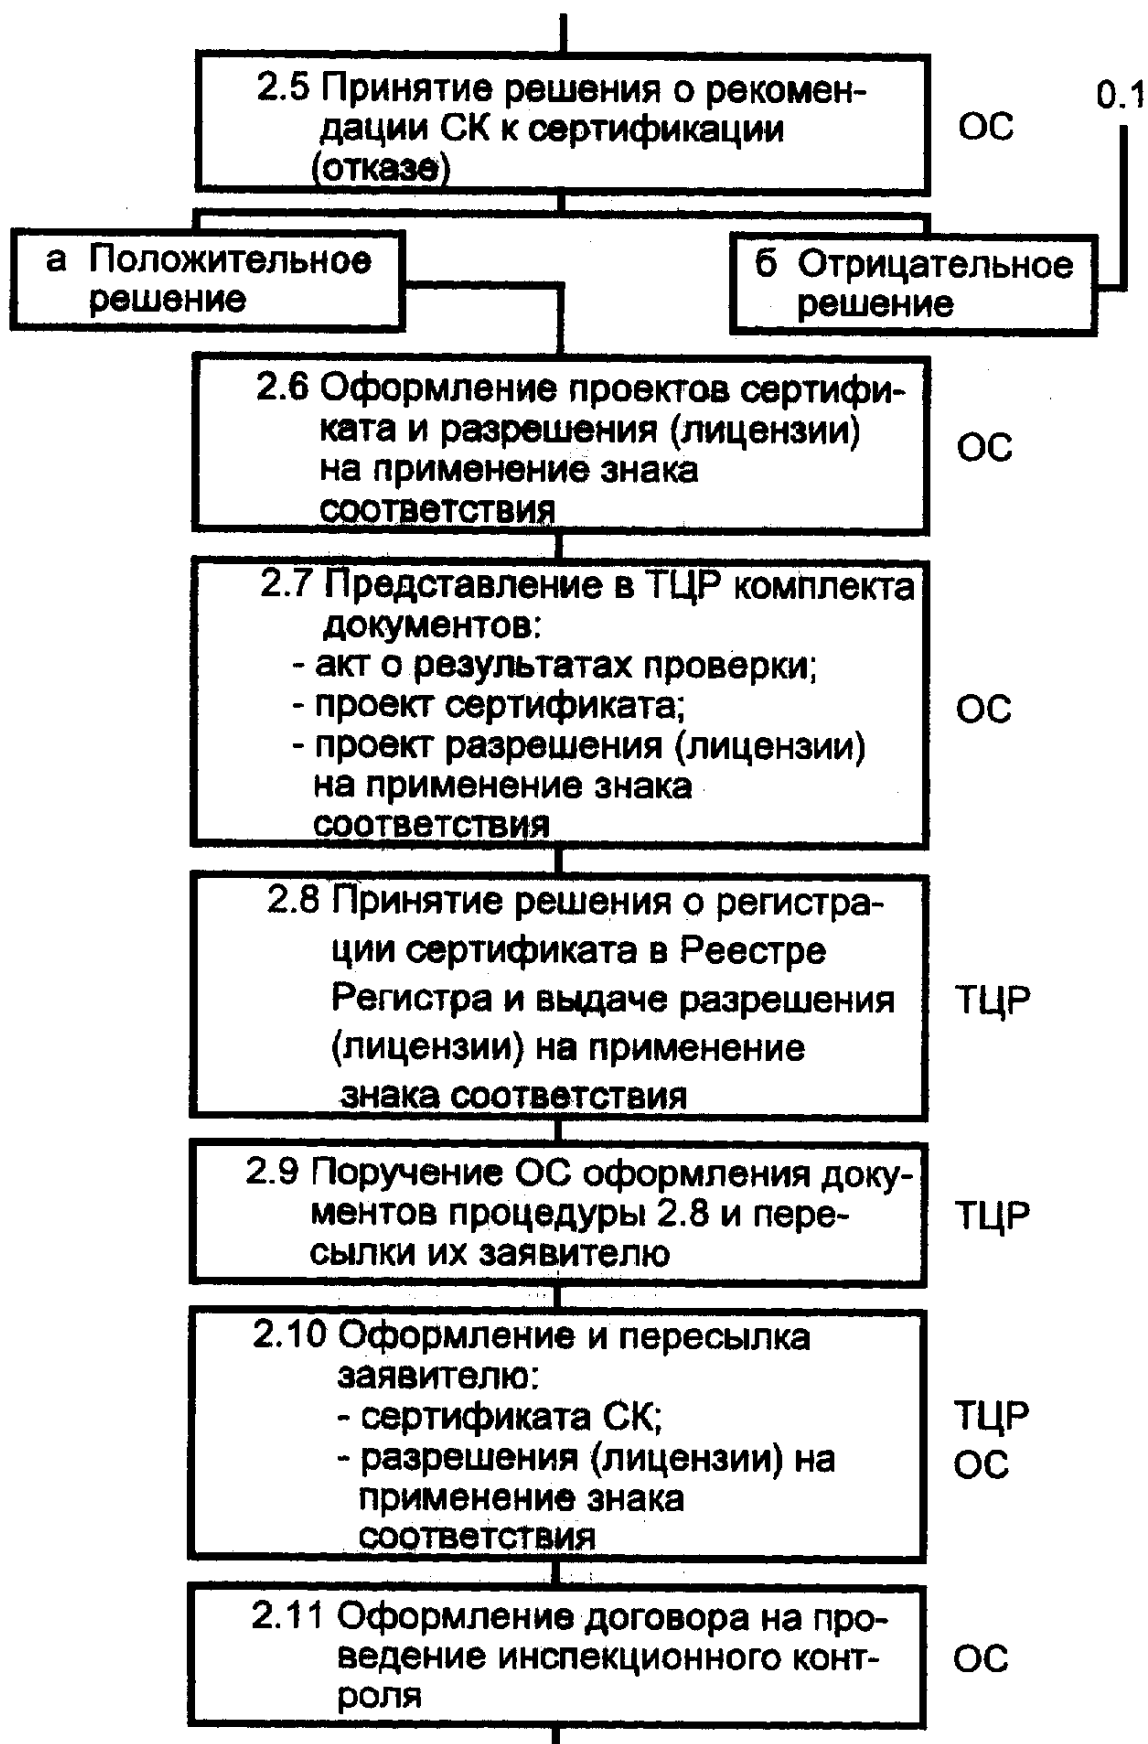 2.5 Принятие решения о рекомен-
дации СК к сертификации
(отказе)
ОС
0.1
а Положительное
решение
б Отрицательное
решение
2.6 Оформление проектов сертифи-
ката и разрешения (лицензии)
на применение знака
соответствия
ОС
2.7 Представление в ТЦР комплекта
документов:
- акт о результатах проверки;
- проект сертификата;
- проект разрешения (лицензии)
на применение знака
соответствия
ОС
2.8 Принятие решения о регистра-
ции сертификата в Реестре
Регистра и выдаче разрешения
(лицензии) на применение
знака соответствия
ТЦР
2.9 Поручение ОС оформления доку-
ментов процедуры 2.8 и пере-
сылки их заявителю
ТЦР
2.10 Оформление и пересылка
заявителю:
- сертификата СК;
- разрешения (лицензии) на
применение знака
соответствия
ТЦР
ОС
2.11 Оформление договора на про-
ведение инспекционного конт-
роля
ОС